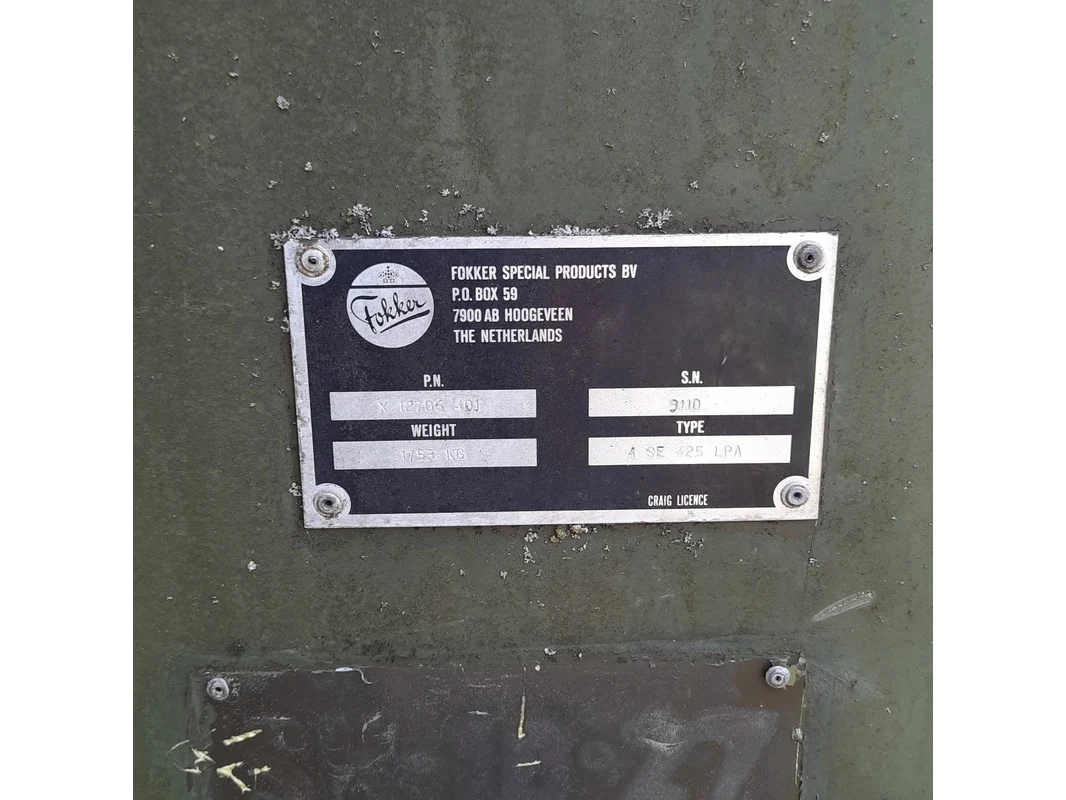 Fokker
FOKKER SPECIAL PRODUCTS BV
P.O. BOX 59
7900 AB HOOGEVEEN
THE NETHERLANDS
P.N.
X 12706 401
S.N.
3110
WEIGHT
1753 KG
TYPE
4 SE 425 LPA
CRAIG LICENCE
27